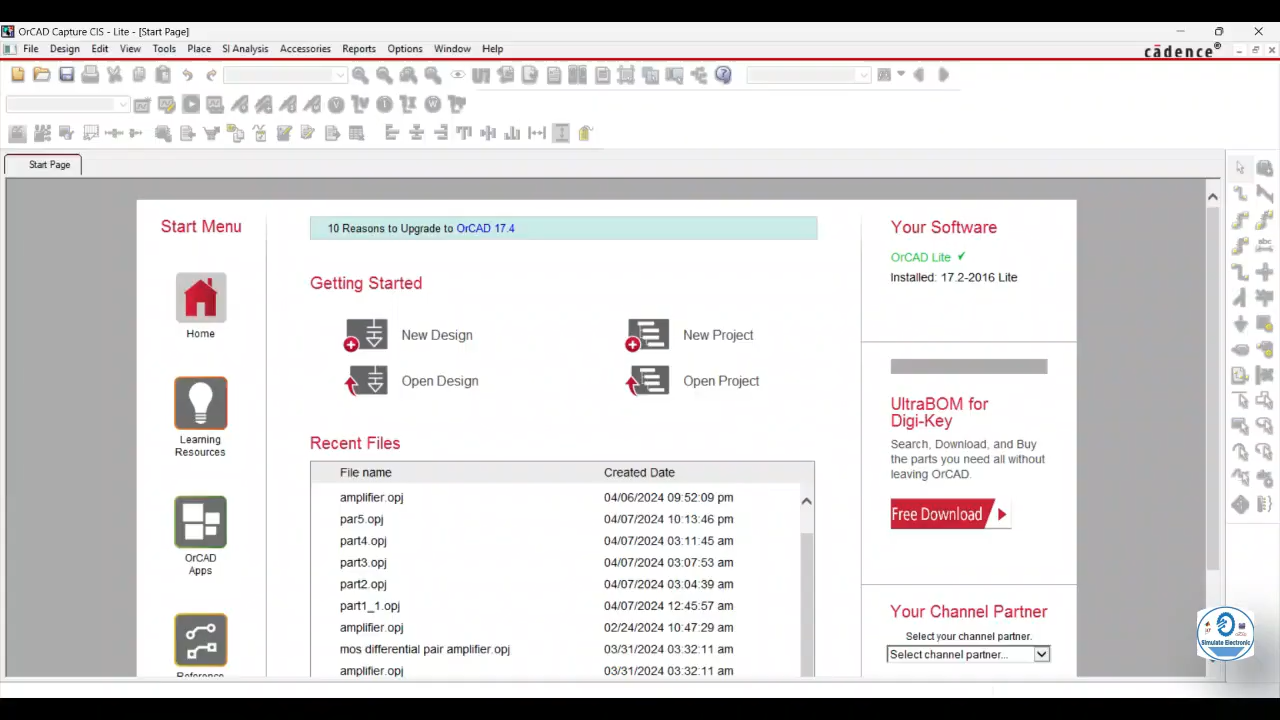 OrCAD Capture CIS - Lite - [Start Page]
File Design Edit View Tools Place SI Analysis Accessories Reports Options Window Help
cādence®
Start Page
Start Menu
Home
Learning
Resources
OrCAD
Apps
10 Reasons to Upgrade to OrCAD 17.4
Getting Started
New Design
New Project
Open Design
Open Project
Recent Files
File name Created Date
amplifier.opj 04/06/2024 09:52:09 pm
par5.opj 04/07/2024 10:13:46 pm
part4.opj 04/07/2024 03:11:45 am
part3.opj 04/07/2024 03:07:53 am
part2.opj 04/07/2024 03:04:39 am
part1_1.opj 04/07/2024 12:45:57 am
amplifier.opj 02/24/2024 10:47:29 am
mos differential pair amplifier.opj 03/31/2024 03:32:11 am
amplifier.opj 03/31/2024 03:32:11 am
Your Software
OrCAD Lite ✓
Installed: 17.2-2016 Lite
UltraBOM for
Digi-Key
Search, Download, and Buy
the parts you need all without
leaving OrCAD.
Free Download
Your Channel Partner
Select your channel partner.
Select channel partner...
Simulate Electronic